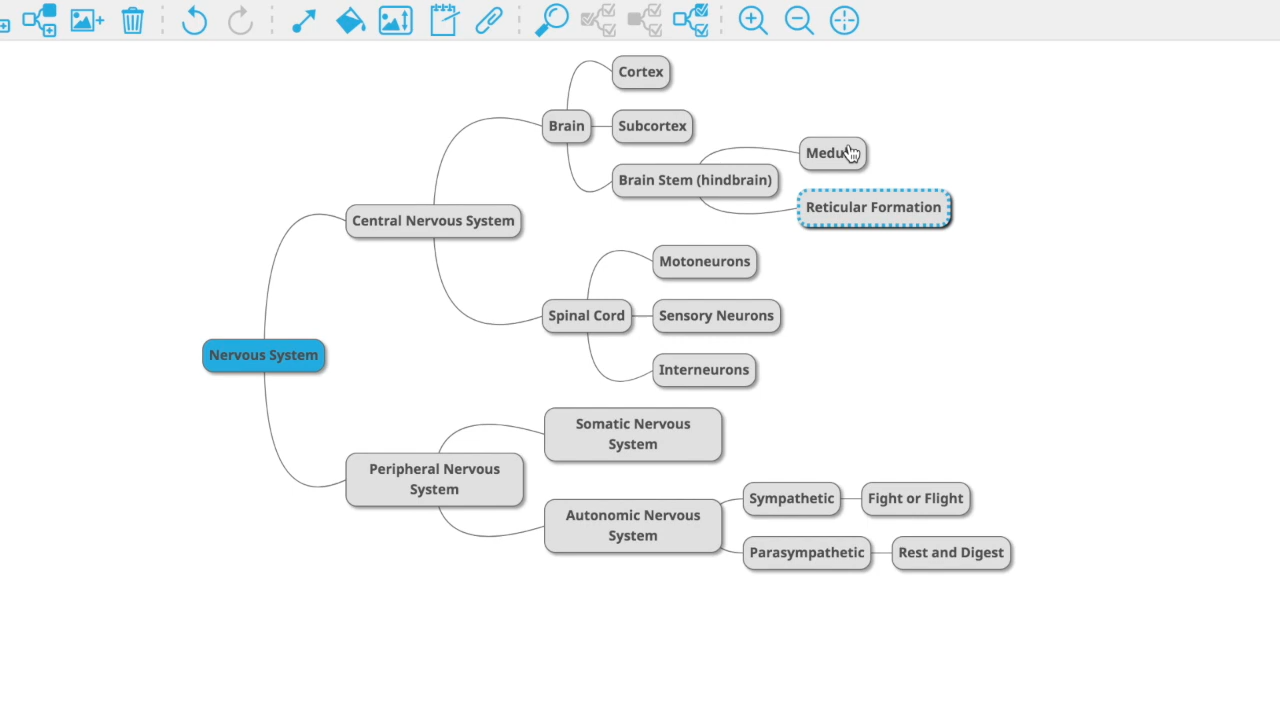 Cortex
Brain
Subcortex
Brain Stem (hindbrain)
Reticular Formation
Central Nervous System
Motoneurons
Spinal Cord
Sensory Neurons
Interneurons
Nervous System
Somatic Nervous
System
Peripheral Nervous
System
Autonomic Nervous
System
Sympathetic
Fight or Flight
Parasympathetic
Rest and Digest